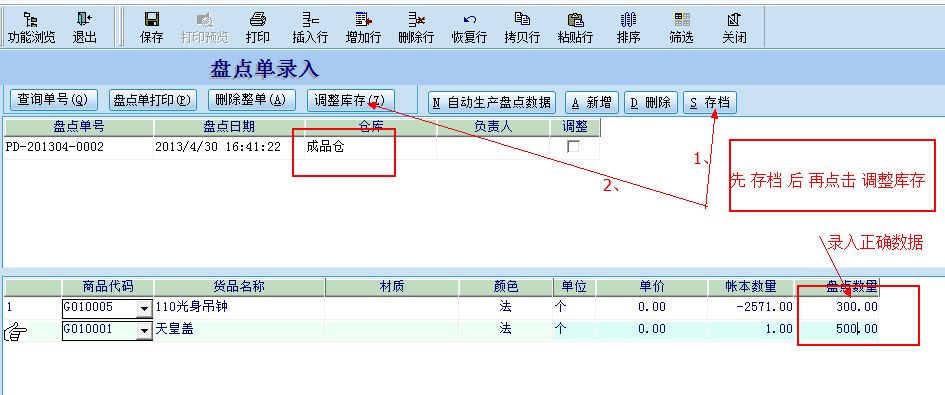 功能浏览 退出 保存 打印预览 打印 插入行 增加行 删除行 恢复行 拷贝行 粘贴行 排序 筛选 关闭
盘点单录入
查询单号(Q) 盘点单打印(P) 删除整单(A) 调整库存(Z) N 自动生产盘点数据 A 新增 D 删除 S 存档
盘点单号 盘点日期 仓库 负责人 调整
PD-201304-0002 2013/4/30 16:41:22 成品仓
1、
2、
先 存档 后 再点击 调整库存
录入正确数据
商品代码 货品名称 材质 颜色 单位 单价 帐本数量 盘点数量
1 G010005 110光身吊钟 法 个 0.00 -2571.00 300.00
G010001 天皇盖 法 个 0.00 1.00 500.00